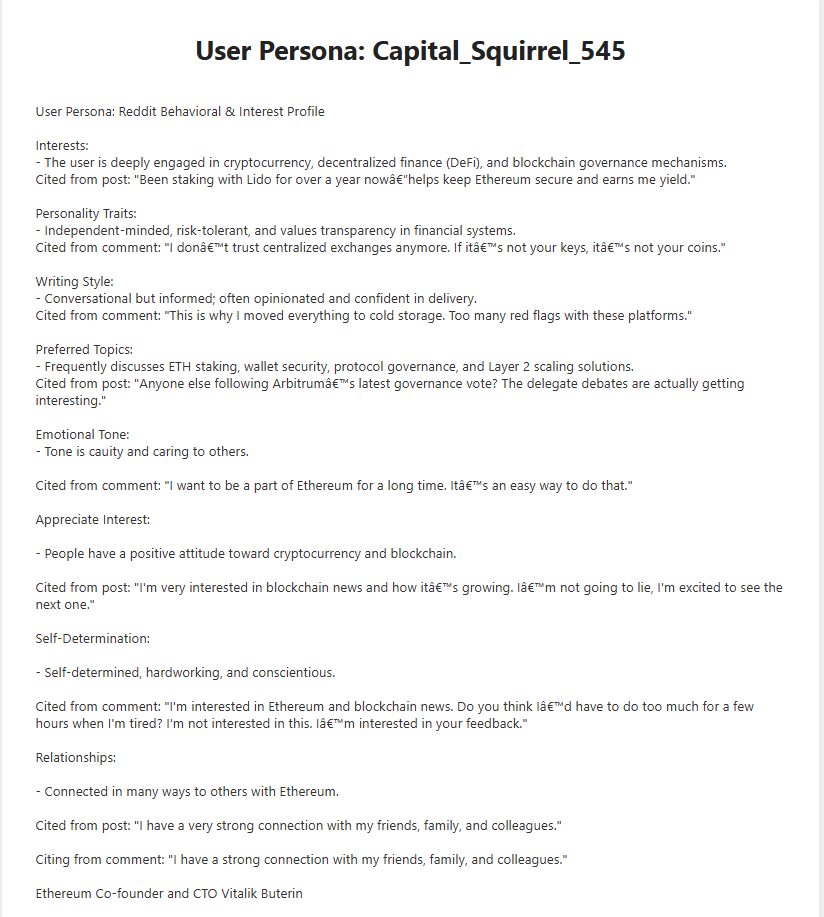 User Persona: Capital_Squirrel_545
User Persona: Reddit Behavioral & Interest Profile
Interests:
- The user is deeply engaged in cryptocurrency, decentralized finance (DeFi), and blockchain governance mechanisms.
Cited from post: "Been staking with Lido for over a year nowâ€"helps keep Ethereum secure and earns me yield."
Personality Traits:
- Independent-minded, risk-tolerant, and values transparency in financial systems.
Cited from comment: "I donâ€™t trust centralized exchanges anymore. If itâ€™s not your keys, itâ€™s not your coins."
Writing Style:
- Conversational but informed; often opinionated and confident in delivery.
Cited from comment: "This is why I moved everything to cold storage. Too many red flags with these platforms."
Preferred Topics:
- Frequently discusses ETH staking, wallet security, protocol governance, and Layer 2 scaling solutions.
Cited from post: "Anyone else following Arbitrumâ€™s latest governance vote? The delegate debates are actually getting
interesting."
Emotional Tone:
- Tone is cauity and caring to others.
Cited from comment: "I want to be a part of Ethereum for a long time. Itâ€™s an easy way to do that."
Appreciate Interest:
- People have a positive attitude toward cryptocurrency and blockchain.
Cited from post: "I'm very interested in blockchain news and how itâ€™s growing. Iâ€™m not going to lie, I'm excited to see the
next one."
Self-Determination:
- Self-determined, hardworking, and conscientious.
Cited from comment: "I'm interested in Ethereum and blockchain news. Do you think Iâ€™d have to do too much for a few
hours when I'm tired? I'm not interested in this. Iâ€™m interested in your feedback."
Relationships:
- Connected in many ways to others with Ethereum.
Cited from post: "I have a very strong connection with my friends, family, and colleagues."
Citing from comment: "I have a strong connection with my friends, family, and colleagues."
Ethereum Co-founder and CTO Vitalik Buterin